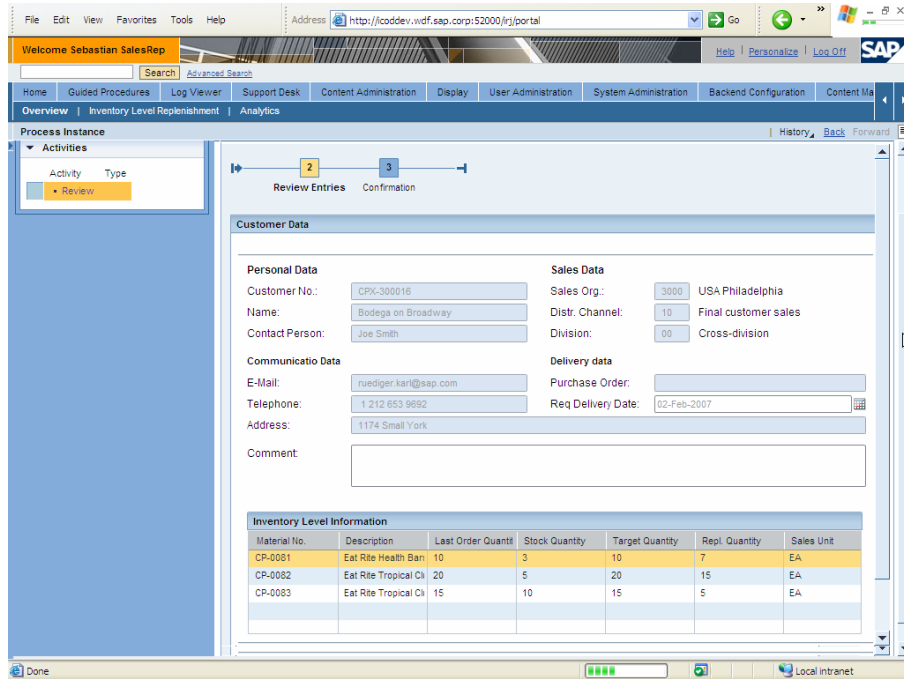 File Edit View Favorites Tools Help Address http://icoddev.wdf.sap.corp:52000/irj/portal Go
Welcome Sebastian SalesRep Help Personalize Log Off SAP
Search Advanced Search
Home Guided Procedures Log Viewer Support Desk Content Administration Display User Administration System Administration Backend Configuration Content Ma
Overview | Inventory Level Replenishment | Analytics
Process Instance | History Back Forward
Activities
Activity Type
Review
2 3
Review Entries Confirmation
Customer Data
Personal Data Sales Data
Customer No.: CPX-300016 Sales Org.: 3000 USA Philadelphia
Name: Bodega on Broadway Distr. Channel: 10 Final customer sales
Contact Person: Joe Smith Division: 00 Cross-division
Communicatio Data Delivery data
E-Mail: ruediger.karl@sap.com Purchase Order:
Telephone: 1 212 653 9692 Req Delivery Date: 02-Feb-2007
Address: 1174 Small York
Comment:
Inventory Level Information
Material No. Description Last Order Quantit Stock Quantity Target Quantity Repl. Quantity Sales Unit
CP-0081 Eat Rite Health Ban 10 3 10 7 EA
CP-0082 Eat Rite Tropical Cli 20 5 20 15 EA
CP-0083 Eat Rite Tropical Cli 15 10 15 5 EA
Done Local intranet